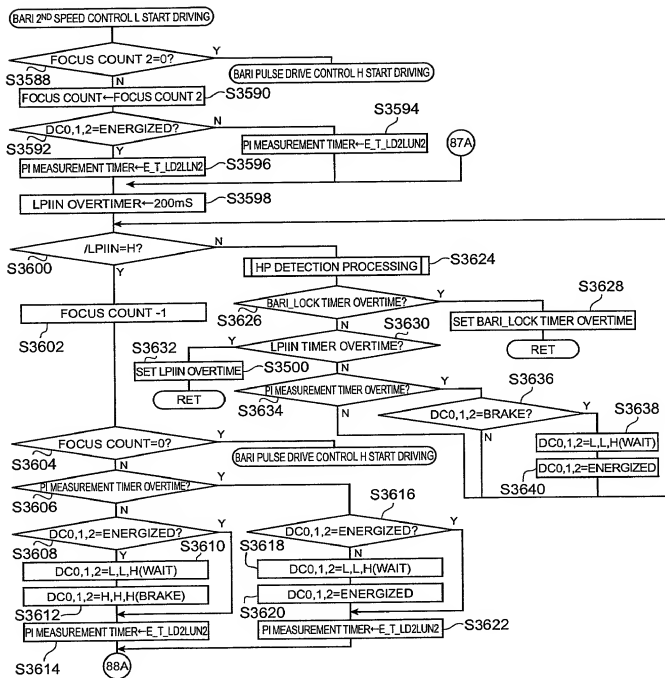 BARI 2ND SPEED CONTROL L START DRIVING
FOCUS COUNT 2=0?
Y
S3588
N
BARI PULSE DRIVE CONTROL H START DRIVING
FOCUS COUNT←FOCUS COUNT 2
S3590
DC0,1,2=ENERGIZED?
N
S3592
Y
S3594
PI MEASUREMENT TIMER←E_T_LD2LUN2
87A
PI MEASUREMENT TIMER←E_T_LD2LLN2
S3596
LPIIN OVERTIMER←200mS
S3598
/LPIIN=H?
N
S3600
Y
HP DETECTION PROCESSING
S3624
FOCUS COUNT -1
S3602
BARI_LOCK TIMER OVERTIME?
Y
S3626
N
S3628
SET BARI_LOCK TIMER OVERTIME
RET
S3630
LPIIN TIMER OVERTIME?
Y
N
S3632
SET LPIIN OVERTIME
S3500
RET
PI MEASUREMENT TIMER OVERTIME?
Y
S3634
N
S3636
DC0,1,2=BRAKE?
Y
N
S3638
DC0,1,2=L,L,H(WAIT)
DC0,1,2=ENERGIZED
S3640
FOCUS COUNT=0?
Y
S3604
N
BARI PULSE DRIVE CONTROL H START DRIVING
PI MEASUREMENT TIMER OVERTIME?
Y
S3606
N
DC0,1,2=ENERGIZED?
Y
S3608
Y
S3610
DC0,1,2=L,L,H(WAIT)
DC0,1,2=H,H,H(BRAKE)
S3612
PI MEASUREMENT TIMER←E_T_LD2LUN2
S3614
S3616
DC0,1,2=ENERGIZED?
Y
N
S3618
DC0,1,2=L,L,H(WAIT)
DC0,1,2=ENERGIZED
S3620
PI MEASUREMENT TIMER←E_T_LD2LUN2
S3622
88A